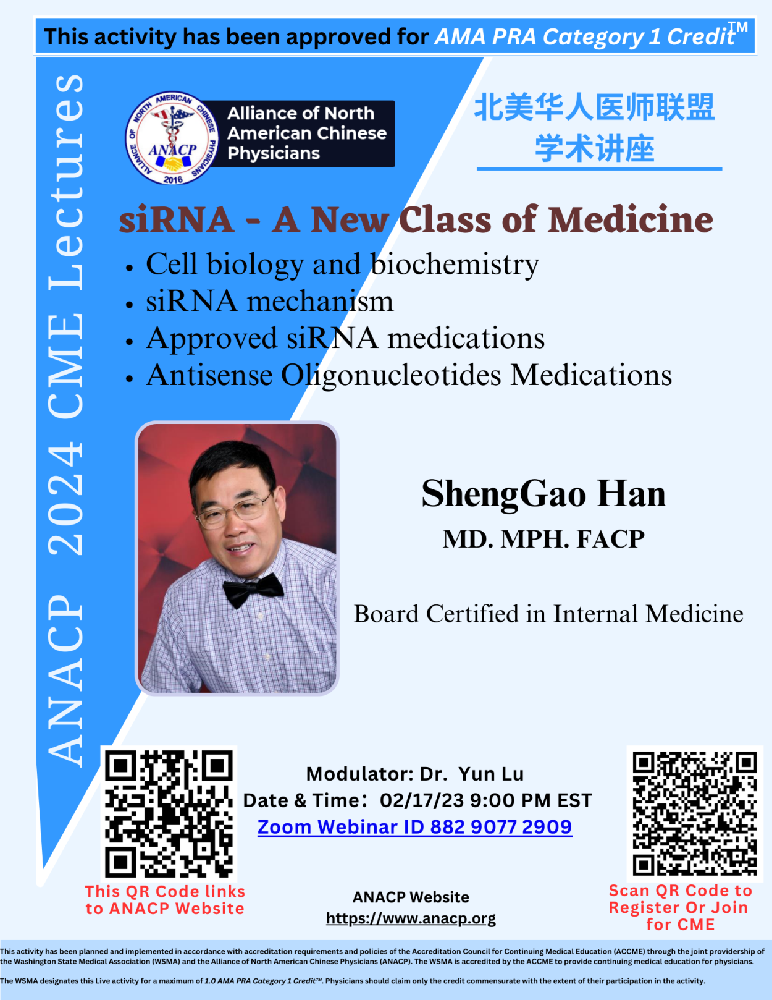 This activity has been approved for AMA PRA Category 1 Credit™
ANACP 2024 CME Lectures
ALLIANCE OF NORTH AMERICAN CHINESE PHYSICIANS
ANACP
2016
Alliance of North
American Chinese
Physicians
北美华人医师联盟
学术讲座
siRNA - A New Class of Medicine
• Cell biology and biochemistry
• siRNA mechanism
• Approved siRNA medications
• Antisense Oligonucleotides Medications
ShengGao Han
MD. MPH. FACP
Board Certified in Internal Medicine
Modulator: Dr. Yun Lu
Date & Time：02/17/23 9:00 PM EST
Zoom Webinar ID 882 9077 2909
This QR Code links
to ANACP Website
ANACP Website
https://www.anacp.org
Scan QR Code to
Register Or Join
for CME
This activity has been planned and implemented in accordance with accreditation requirements and policies of the Accreditation Council for Continuing Medical Education (ACCME) through the joint providership of
the Washington State Medical Association (WSMA) and the Alliance of North American Chinese Physicians (ANACP). The WSMA is accredited by the ACCME to provide continuing medical education for physicians.
The WSMA designates this Live activity for a maximum of 1.0 AMA PRA Category 1 Credit™. Physicians should claim only the credit commensurate with the extent of their participation in the activity.